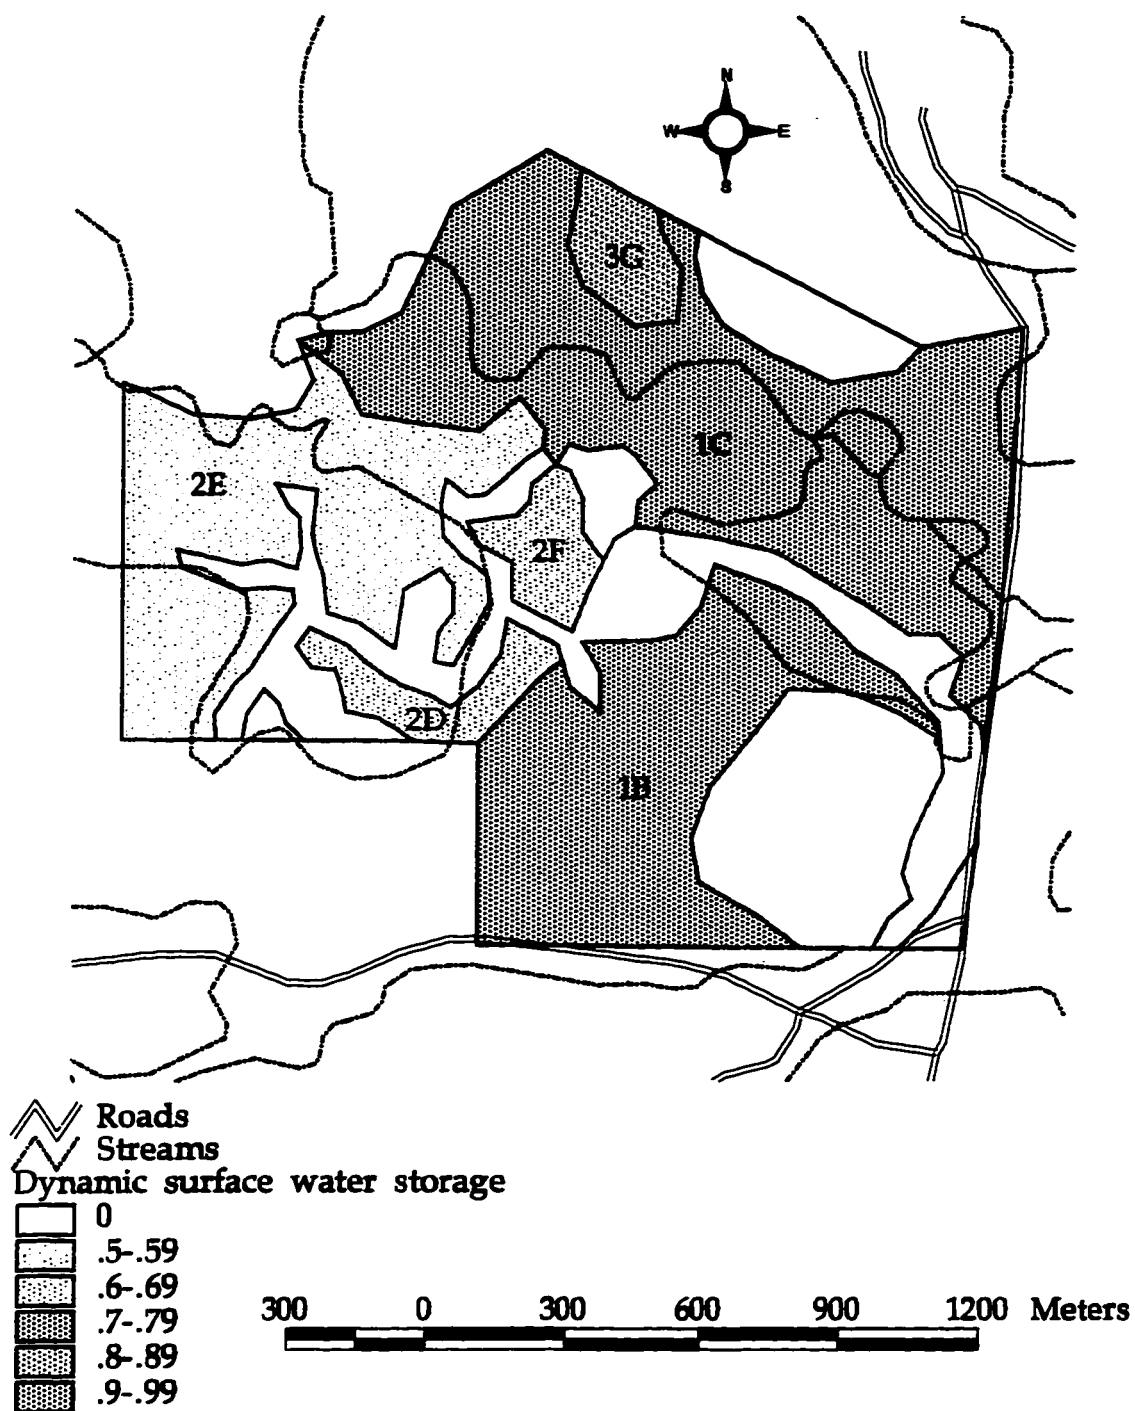 N
W E
S
3G
1C
2E
2F
2D
1B
Roads
Streams
Dynamic surface water storage
0
.5-.59
.6-.69
.7-.79
.8-.89
.9-.99
300 0 300 600 900 1200 Meters